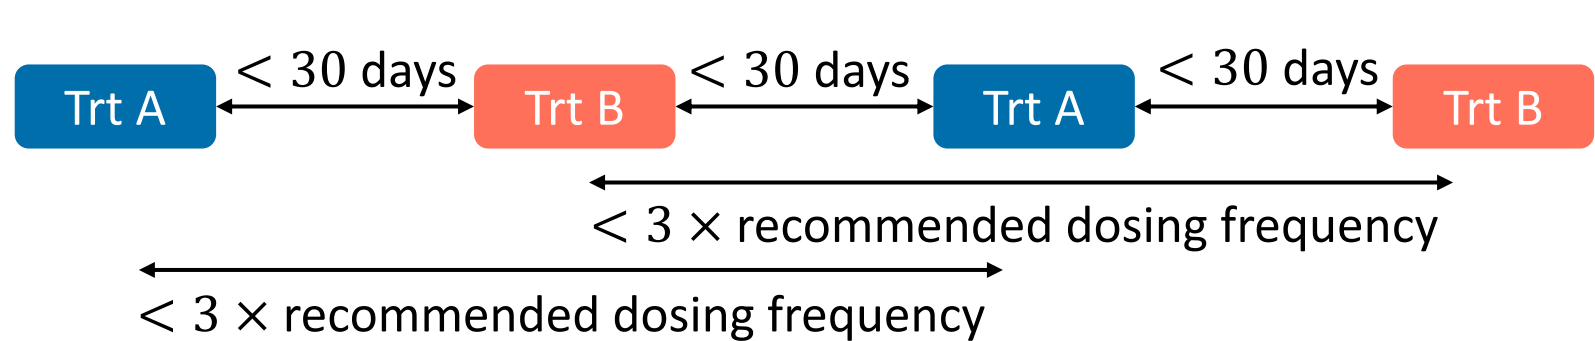 < 30 days < 30 days < 30 days
Trt A Trt B Trt A Trt B
< 3 × recommended dosing frequency
< 3 × recommended dosing frequency